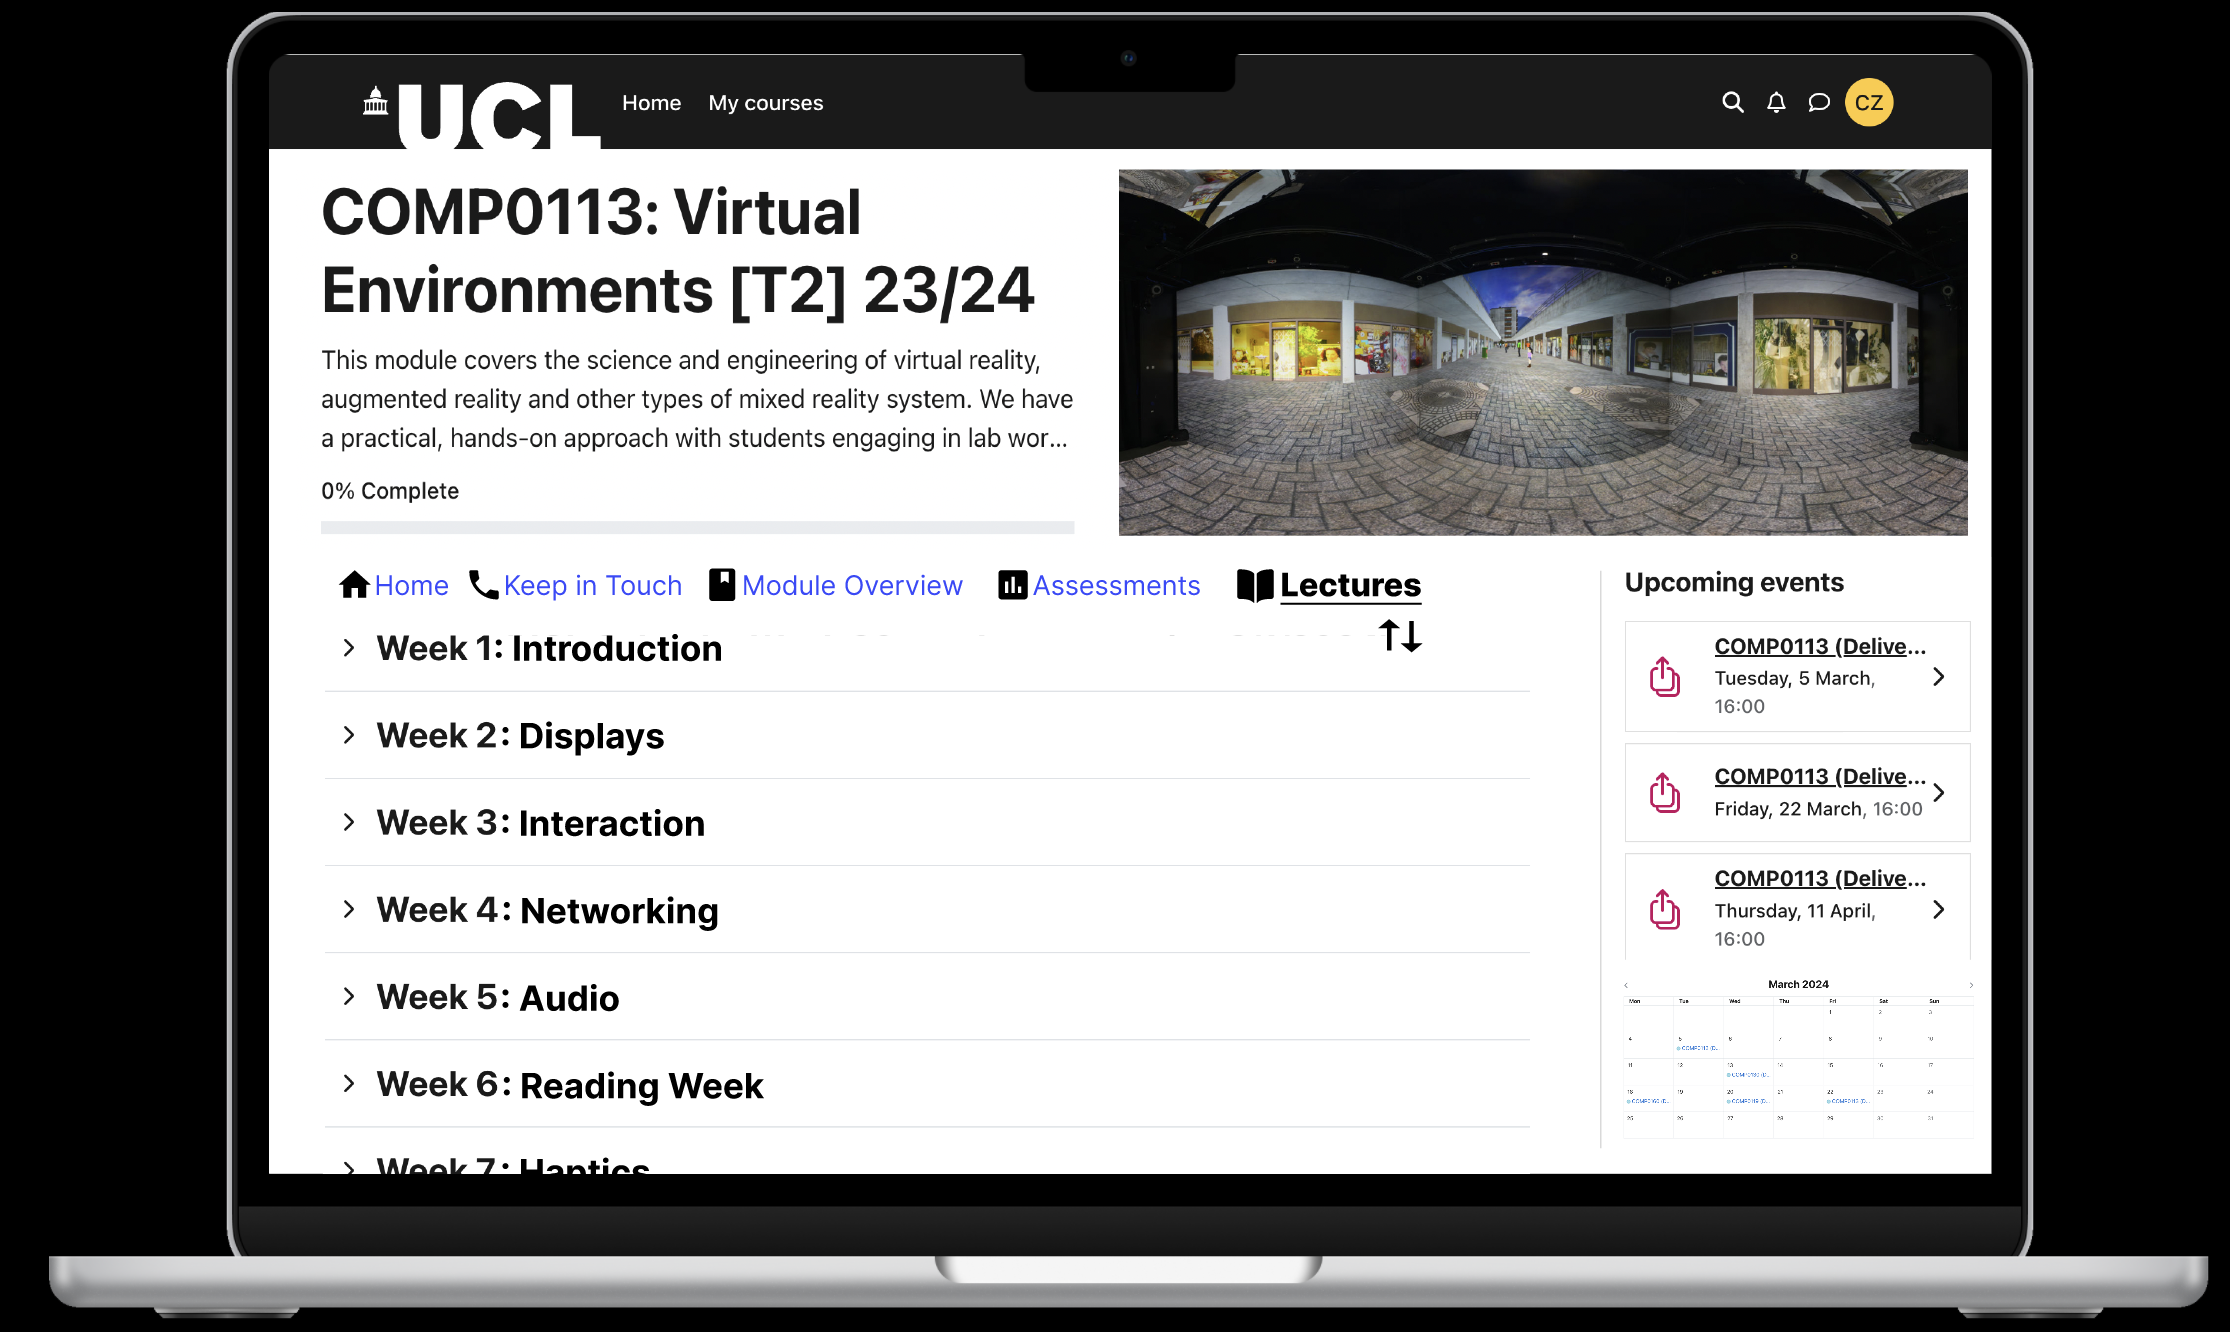 UCL Home My courses CZ
COMP0113: Virtual
Environments [T2] 23/24
This module covers the science and engineering of virtual reality,
augmented reality and other types of mixed reality system. We have
a practical, hands-on approach with students engaging in lab wor...
0% Complete
Home Keep in Touch Module Overview Assessments Lectures
Week 1: Introduction
Week 2: Displays
Week 3: Interaction
Week 4: Networking
Week 5: Audio
Week 6: Reading Week
Week 7: Haptics
Upcoming events
COMP0113 (Delive...
Tuesday, 5 March,
16:00
COMP0113 (Delive...
Friday, 22 March, 16:00
COMP0113 (Delive...
Thursday, 11 April,
16:00
March 2024
Mon Tue Wed Thu Fri Sat Sun
1 2 3
4 5 6 7 8 9 10
11 12 13 14 15 16 17
18 19 20 21 22 23 24
25 26 27 28 29 30 31